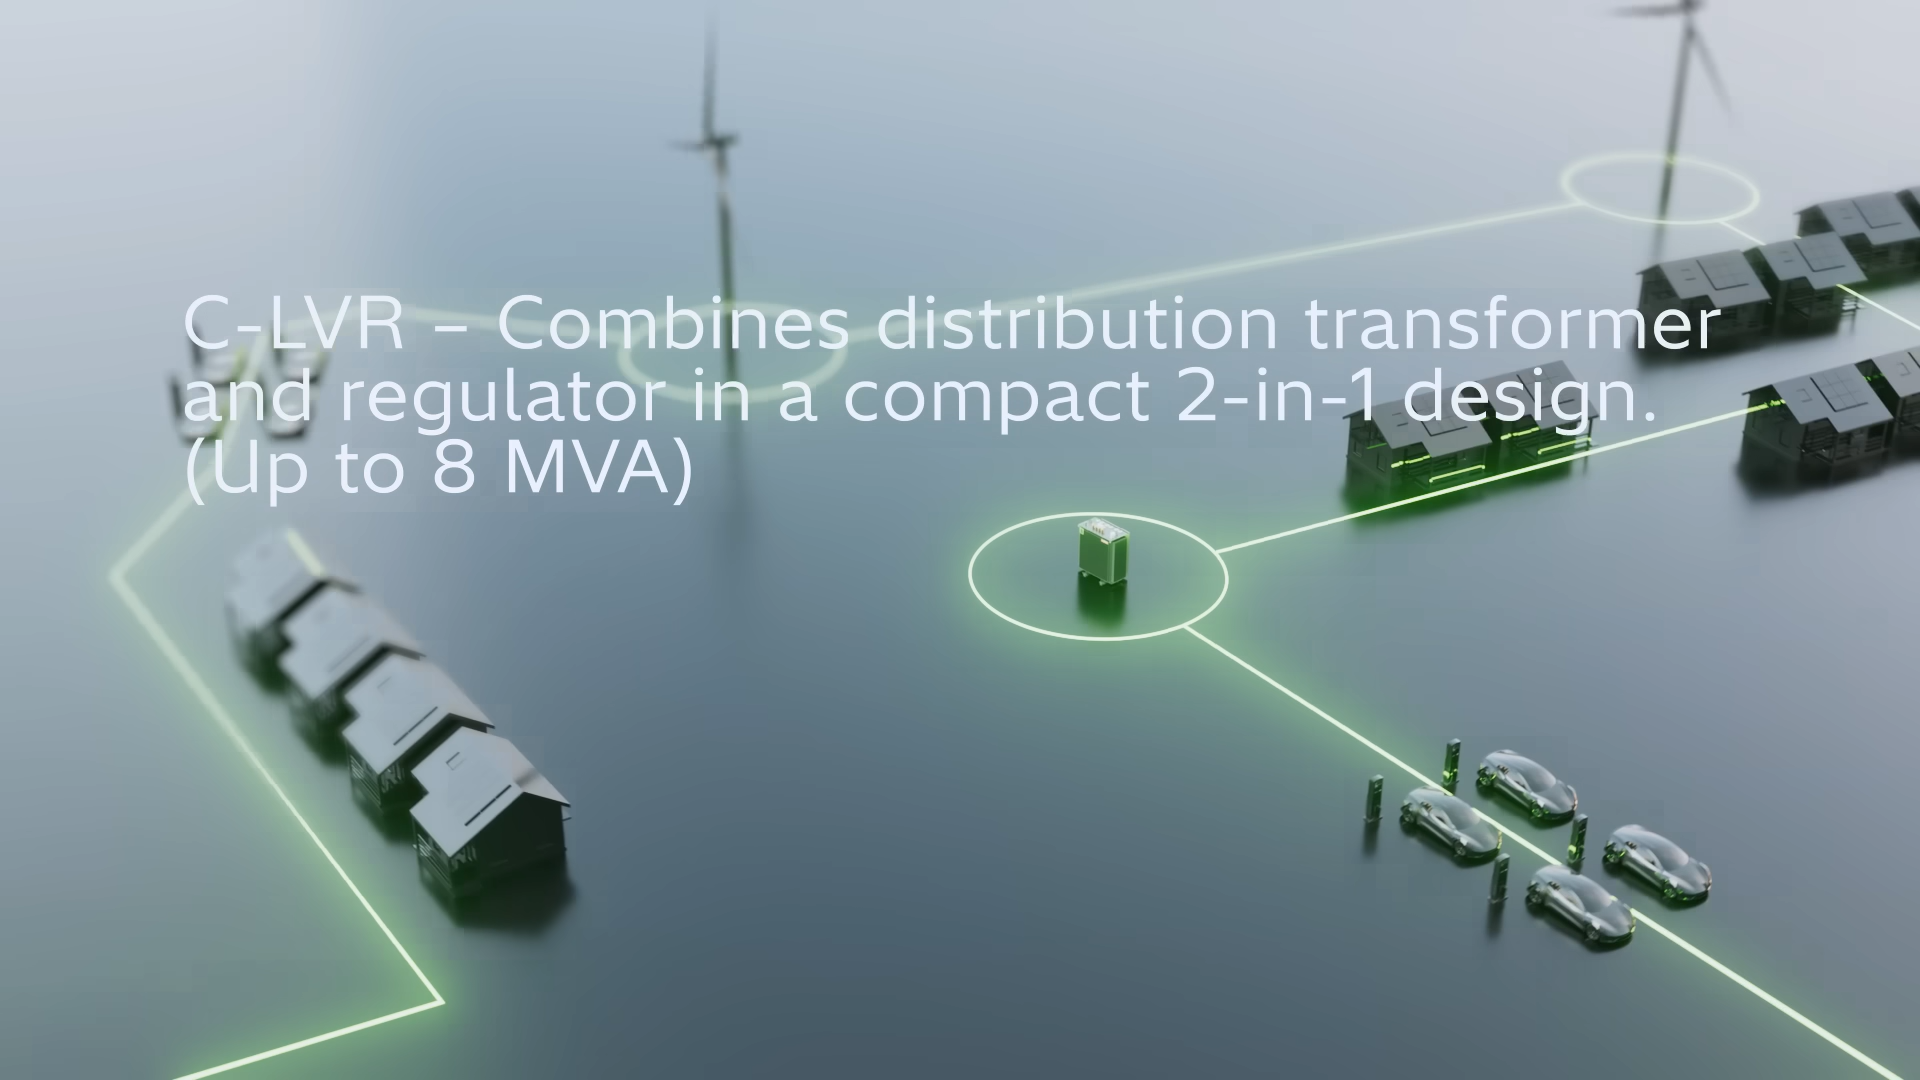 C-LVR – Combines distribution transformer
and regulator in a compact 2-in-1 design.
(Up to 8 MVA)